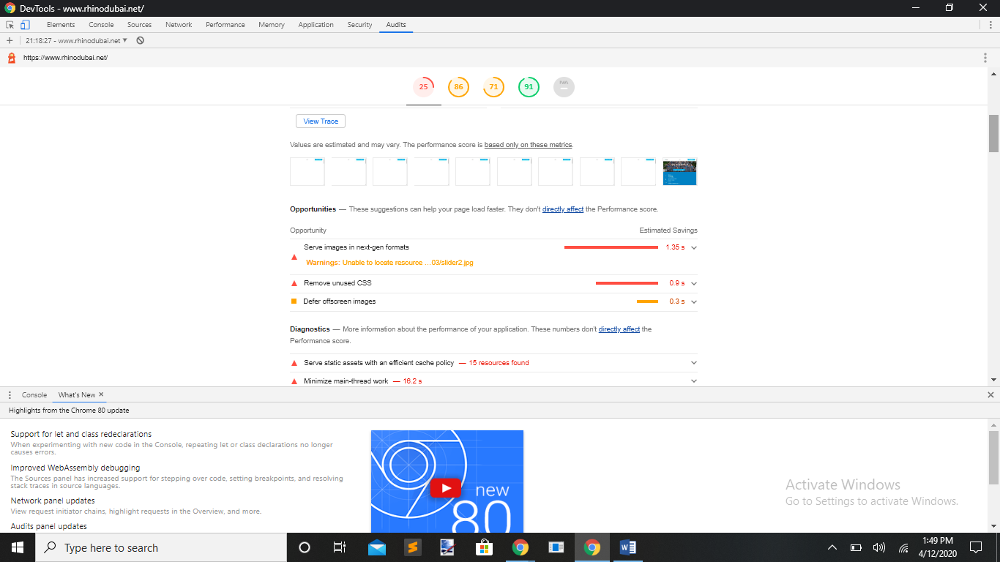 DevTools - www.rhinodubai.net/
Elements Console Sources Network Performance Memory Application Security Audits
21:18:27 - www.rhinodubai.net
https://www.rhinodubai.net/
25 86 71 91 PWA
View Trace
Values are estimated and may vary. The performance score is based only on these metrics.
Opportunities — These suggestions can help your page load faster. They don't directly affect the Performance score.
Opportunity Estimated Savings
Serve images in next-gen formats 1.35 s
Warnings: Unable to locate resource …03/slider2.jpg
Remove unused CSS 0.9 s
Defer offscreen images 0.3 s
Diagnostics — More information about the performance of your application. These numbers don't directly affect the
Performance score.
Serve static assets with an efficient cache policy — 15 resources found
Minimize main-thread work — 16.2 s
Console What's New
Highlights from the Chrome 80 update
Support for let and class redeclarations
When experimenting with new code in the Console, repeating let or class declarations no longer
causes errors.
Improved WebAssembly debugging
The Sources panel has increased support for stepping over code, setting breakpoints, and resolving
stack traces in source languages.
Network panel updates
View request initiator chains, highlight requests in the Overview, and more.
Audits panel updates
new
80
Activate Windows
Go to Settings to activate Windows.
Type here to search
1:49 PM
4/12/2020